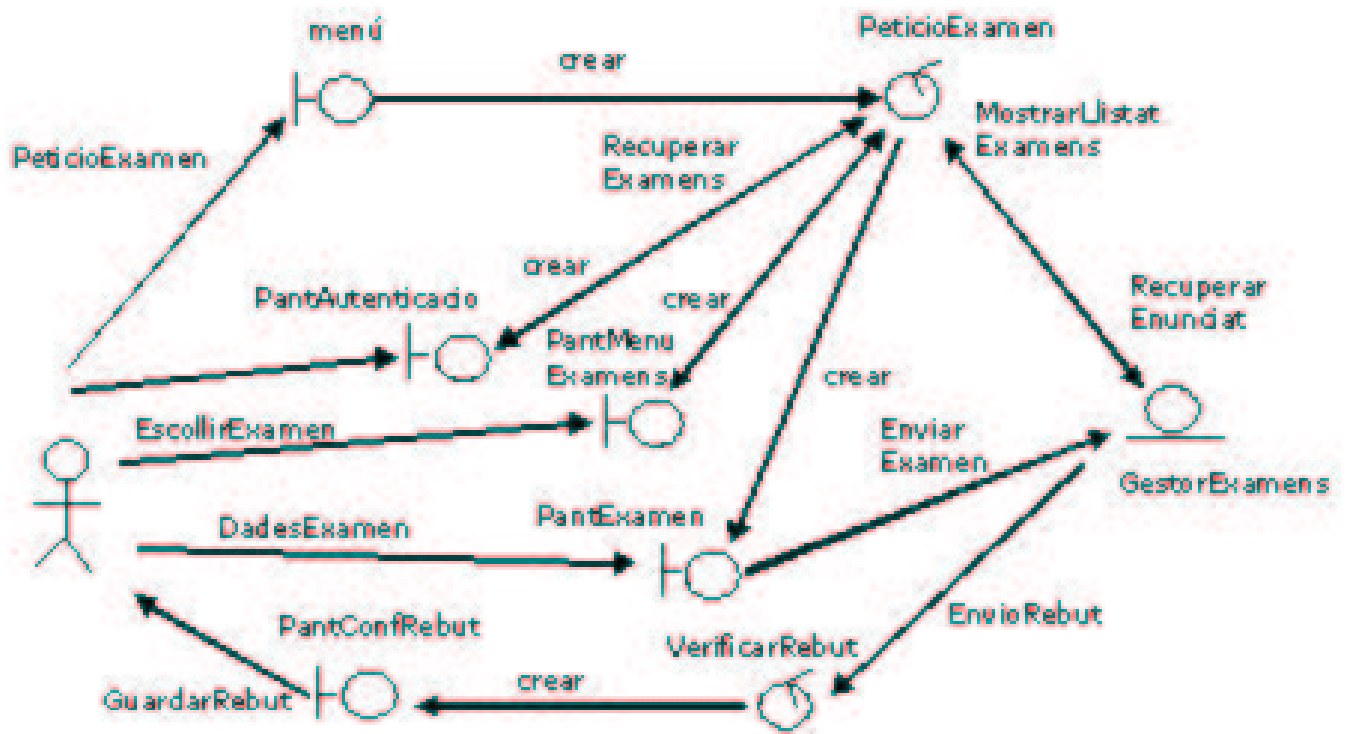 menú
PeticioExamen
crear
MostrarLlistat
Examens
PeticioExamen
Recuperar
Examens
crear
PantAutenticacio
crear
Recuperar
Enunciat
PantMenu
Examens
crear
EscollirExamen
Enviar
Examen
GestorExamens
DadesExamen
PantExamen
EnvioRebut
PantConfRebut
VerificarRebut
crear
GuardarRebut